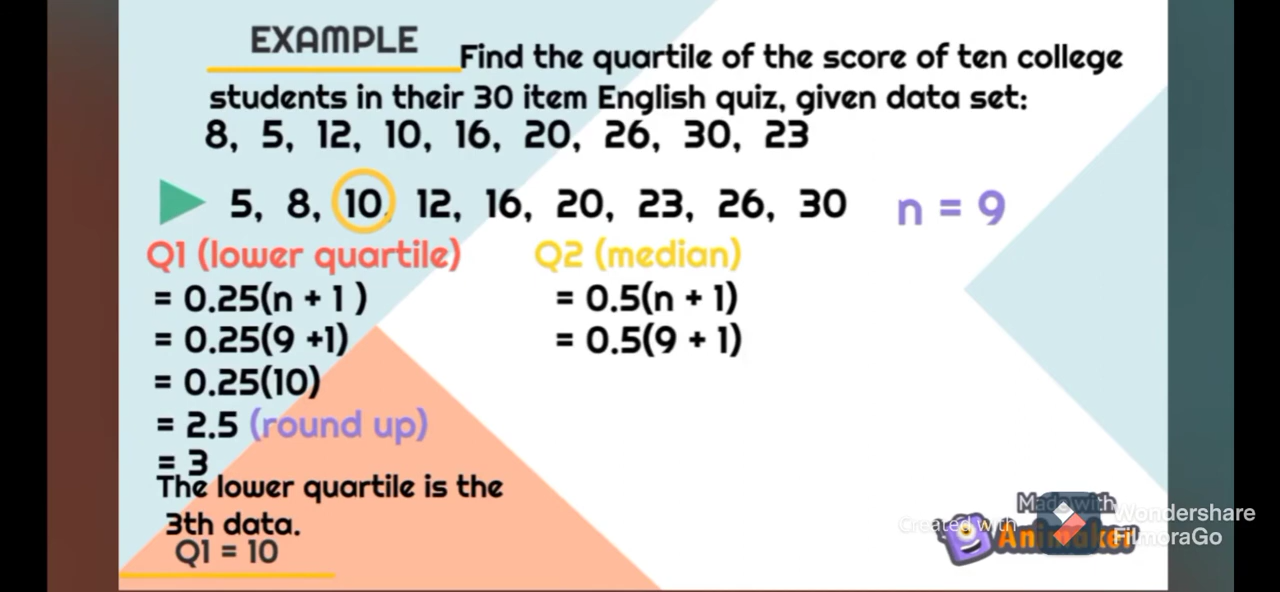 EXAMPLE
Find the quartile of the score of ten college
students in their 30 item English quiz, given data set:
8, 5, 12, 10, 16, 20, 26, 30, 23
5, 8, 10, 12, 16, 20, 23, 26, 30
n = 9
Q1 (lower quartile)
= 0.25(n + 1 )
= 0.25(9 +1)
= 0.25(10)
= 2.5 (round up)
= 3
The lower quartile is the
3th data.
Q1 = 10
Q2 (median)
= 0.5(n + 1)
= 0.5(9 + 1)
Created with
Animaker
Made with
Wondershare
FilmoraGo